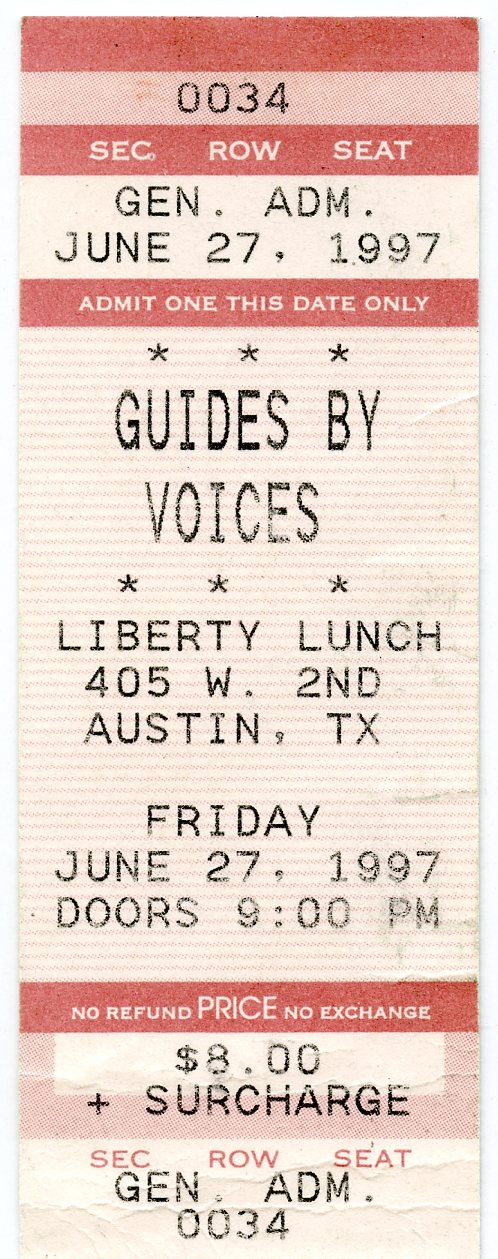 0034
SEC. ROW SEAT
GEN. ADM.
JUNE 27, 1997
ADMIT ONE THIS DATE ONLY
* * *
GUIDES BY
VOICES
* * *
LIBERTY LUNCH
405 W. 2ND
AUSTIN, TX
FRIDAY
JUNE 27, 1997
DOORS 9:00 PM
NO REFUND PRICE NO EXCHANGE
$8.00
+ SURCHARGE
SEC ROW SEAT
GEN. ADM.
0034